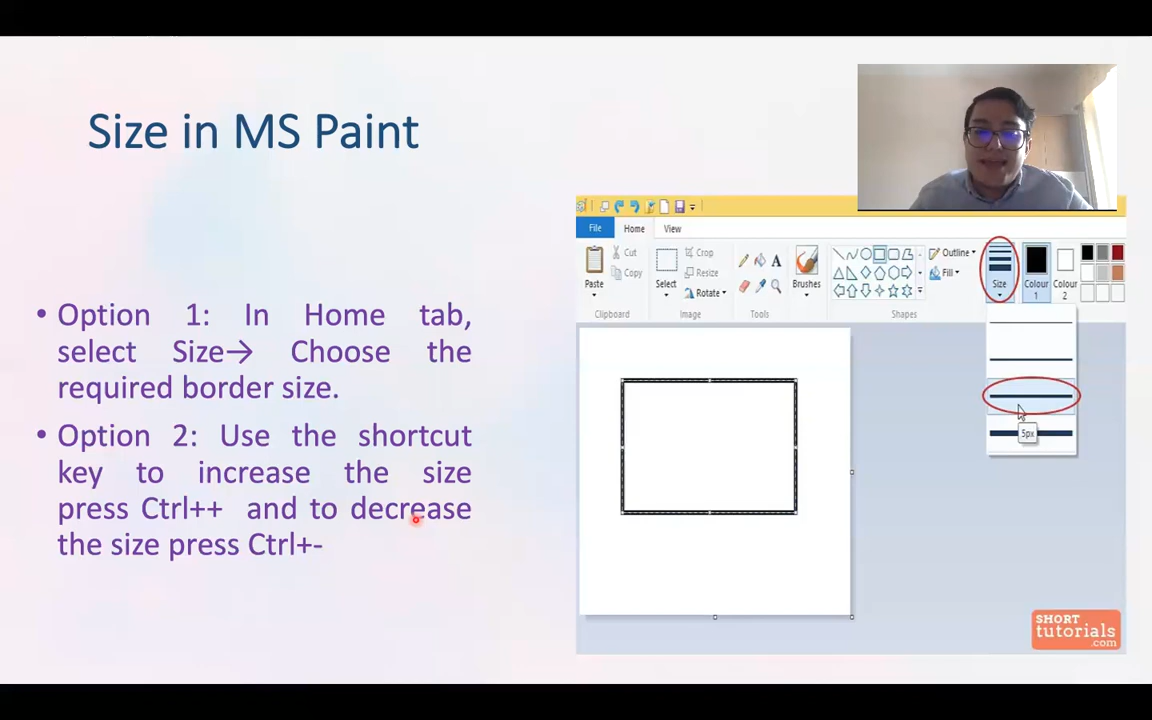 Size in MS Paint
• Option 1: In Home tab,
select Size→ Choose the
required border size.
• Option 2: Use the shortcut
key to increase the size
press Ctrl++ and to decrease
the size press Ctrl+-
File Home View
Paste
Cut
Copy
Clipboard
Select
Crop
Resize
Rotate
Image
A
Tools
Brushes
Outline
Fill
Shapes
Size
Colour
1
Colour
2
5px
SHORT
tutorials
.com